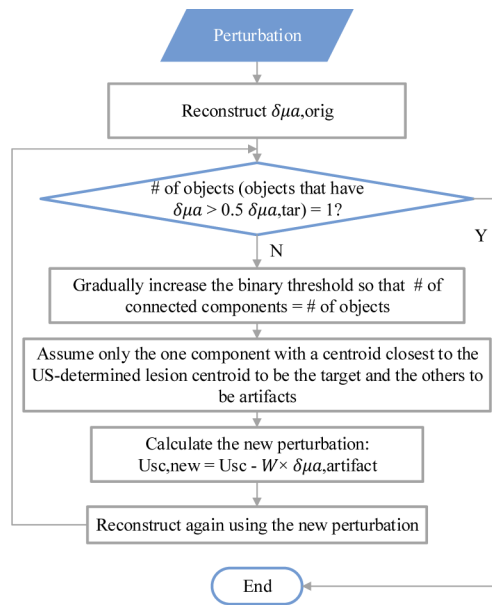 Perturbation
Reconstruct δμa,orig
# of objects (objects that have
δμa > 0.5 δμa,tar) = 1?
Y
N
Gradually increase the binary threshold so that # of
connected components = # of objects
Assume only the one component with a centroid closest to the
US-determined lesion centroid to be the target and the others to
be artifacts
Calculate the new perturbation:
Usc,new = Usc - W× δμa,artifact
Reconstruct again using the new perturbation
End